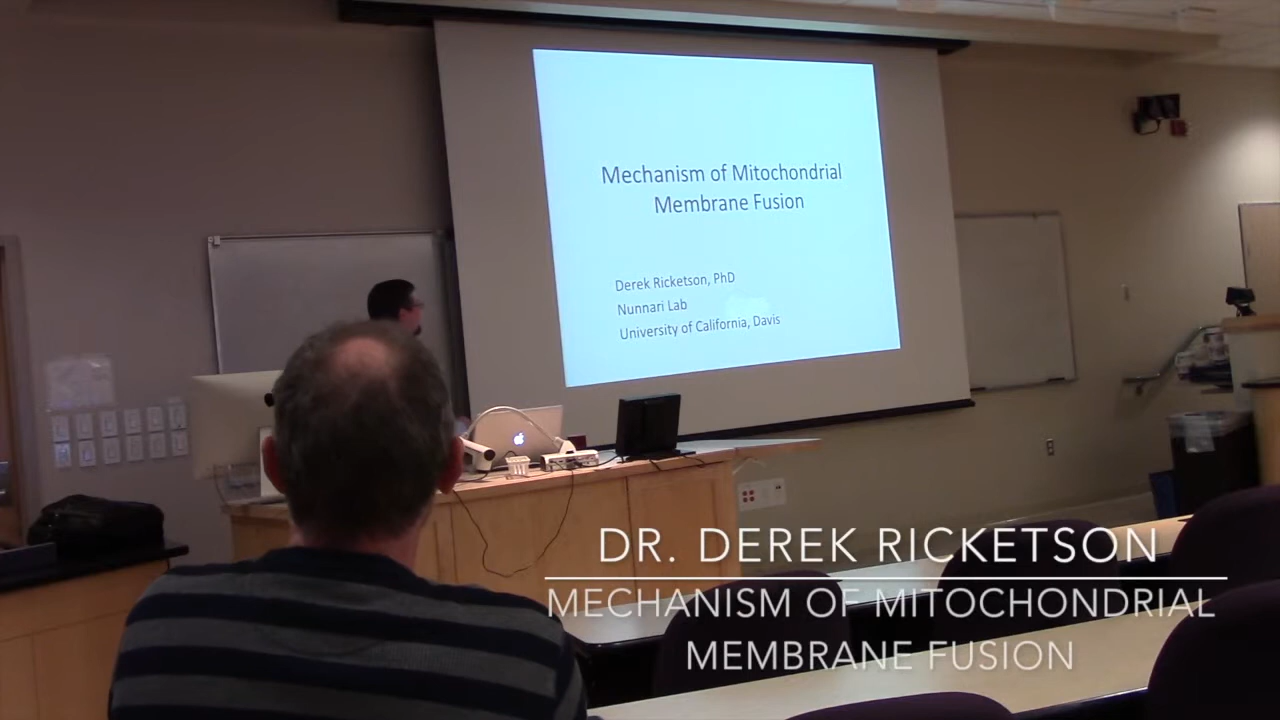 Mechanism of Mitochondrial
Membrane Fusion
Derek Ricketson, PhD
Nunnari Lab
University of California, Davis
DR. DEREK RICKETSON
MECHANISM OF MITOCHONDRIAL
MEMBRANE FUSION